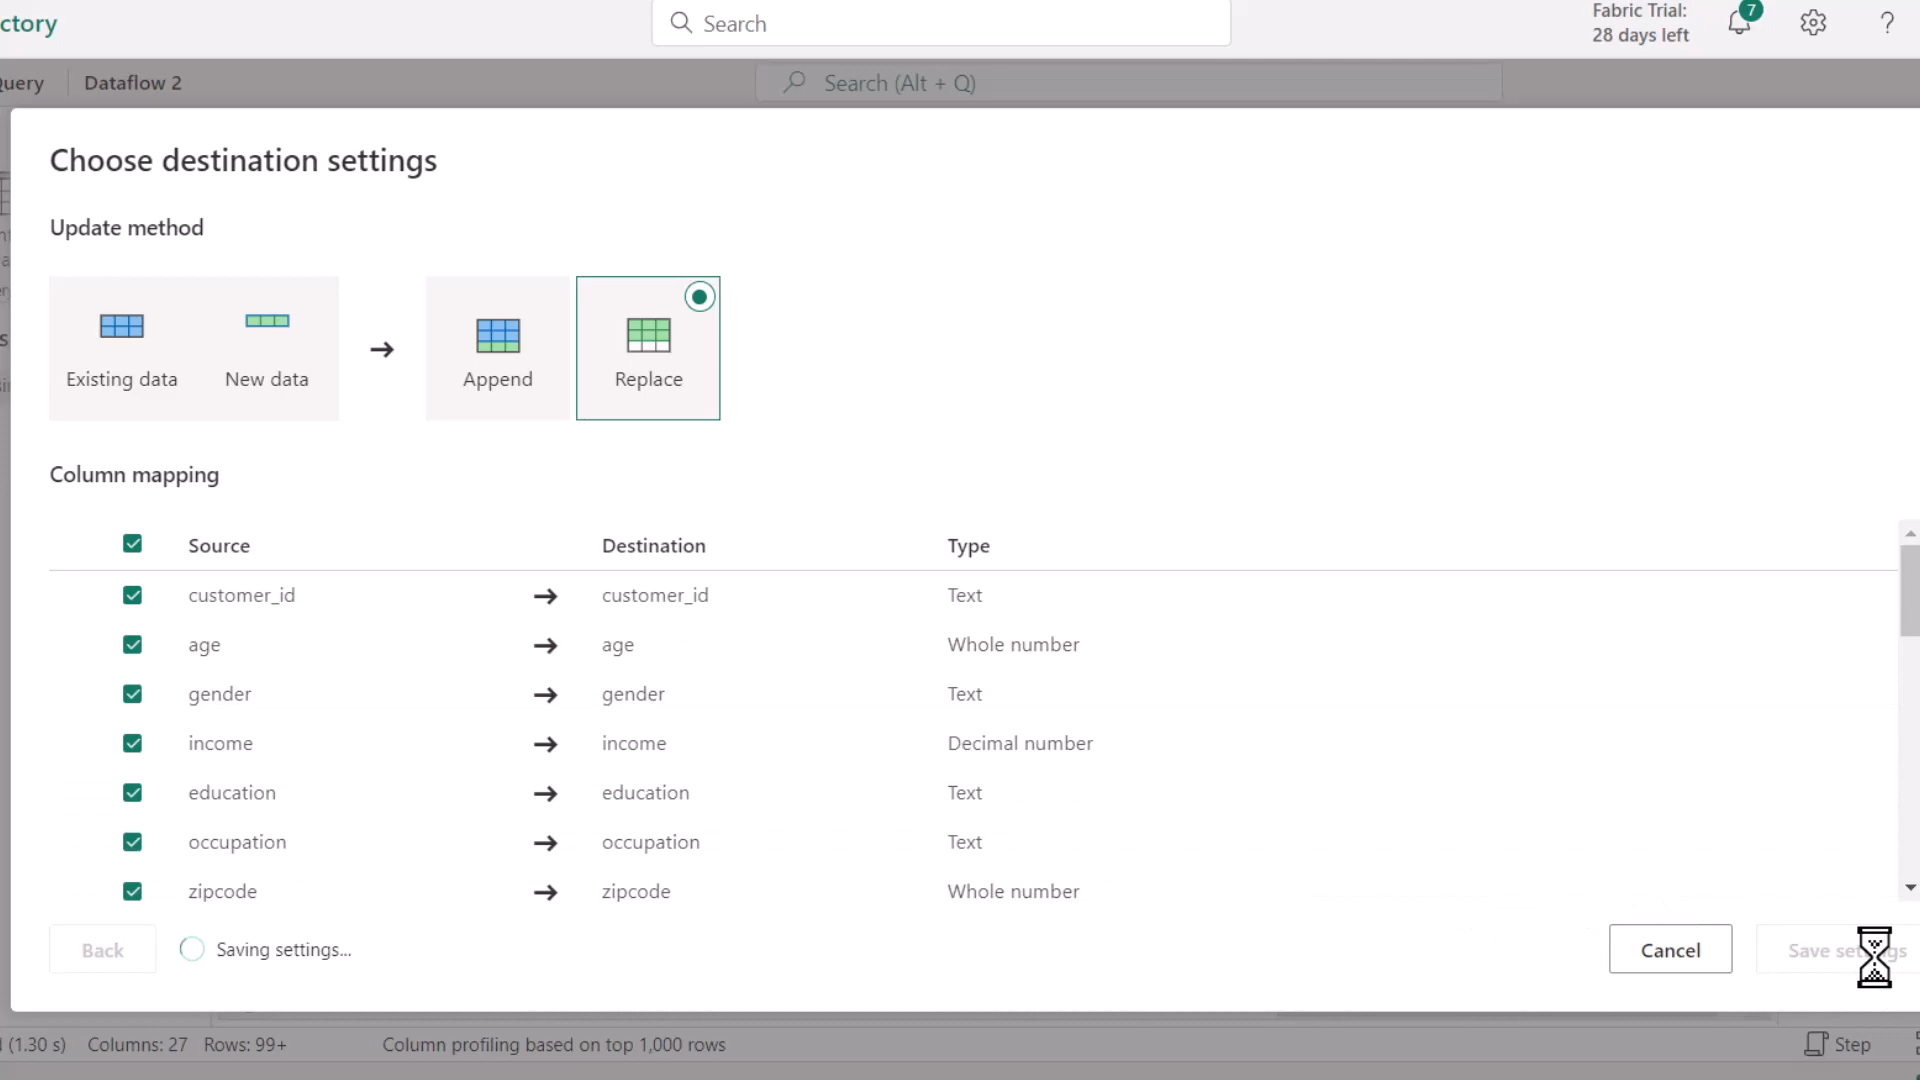 ctory
Search
Fabric Trial:
28 days left
7
?
Query
Dataflow 2
Search (Alt + Q)
Choose destination settings
Update method
Existing data
New data
Append
Replace
Column mapping
Source Destination Type
customer_id customer_id Text
age age Whole number
gender gender Text
income income Decimal number
education education Text
occupation occupation Text
zipcode zipcode Whole number
Back
Saving settings...
Cancel
Save settings
(1.30 s) Columns: 27 Rows: 99+
Column profiling based on top 1,000 rows
Step